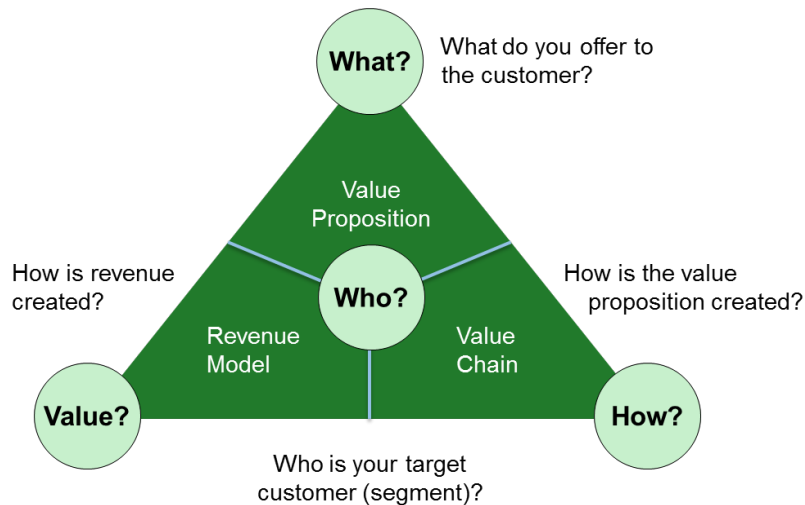 What?
What do you offer to
the customer?
Value
Proposition
How is revenue
created?
Who?
How is the value
proposition created?
Revenue
Model
Value
Chain
Value?
How?
Who is your target
customer (segment)?